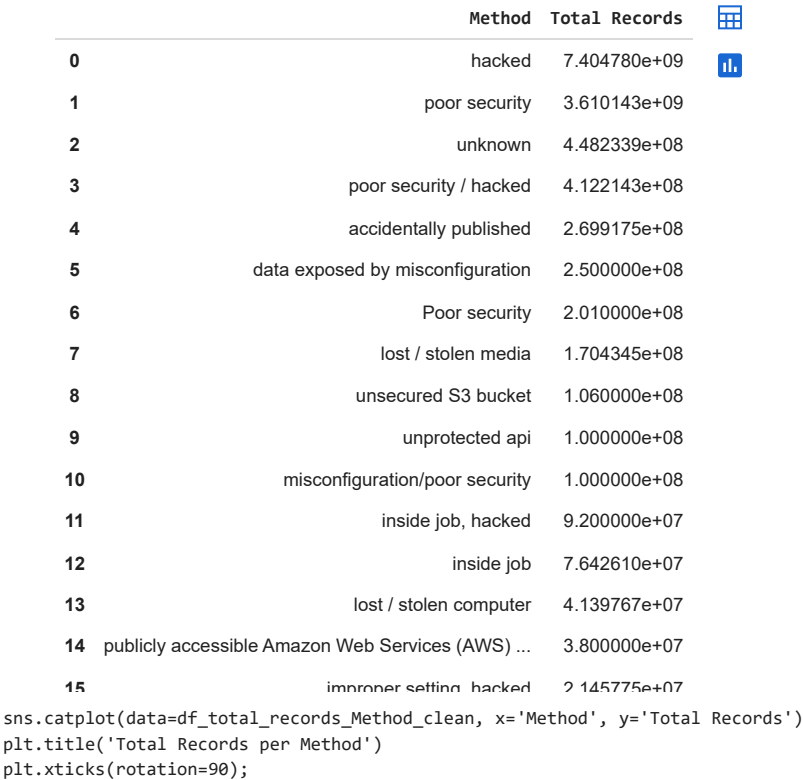 Method Total Records
0 hacked 7.404780e+09
1 poor security 3.610143e+09
2 unknown 4.482339e+08
3 poor security / hacked 4.122143e+08
4 accidentally published 2.699175e+08
5 data exposed by misconfiguration 2.500000e+08
6 Poor security 2.010000e+08
7 lost / stolen media 1.704345e+08
8 unsecured S3 bucket 1.060000e+08
9 unprotected api 1.000000e+08
10 misconfiguration/poor security 1.000000e+08
11 inside job, hacked 9.200000e+07
12 inside job 7.642610e+07
13 lost / stolen computer 4.139767e+07
14 publicly accessible Amazon Web Services (AWS) ... 3.800000e+07
15 improper setting, hacked 2.145775e+07
sns.catplot(data=df_total_records_Method_clean, x='Method', y='Total Records')
plt.title('Total Records per Method')
plt.xticks(rotation=90);